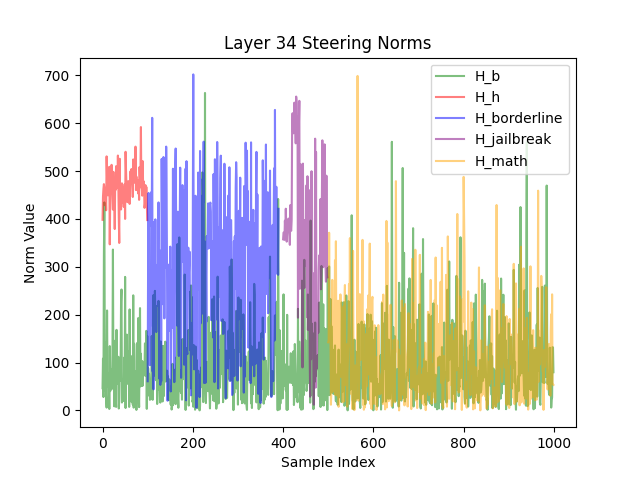 Layer 34 Steering Norms
700
600
500
400
300
200
100
0
Norm Value
H_b
H_h
H_borderline
H_jailbreak
H_math
0
200
400
600
800
1000
Sample Index